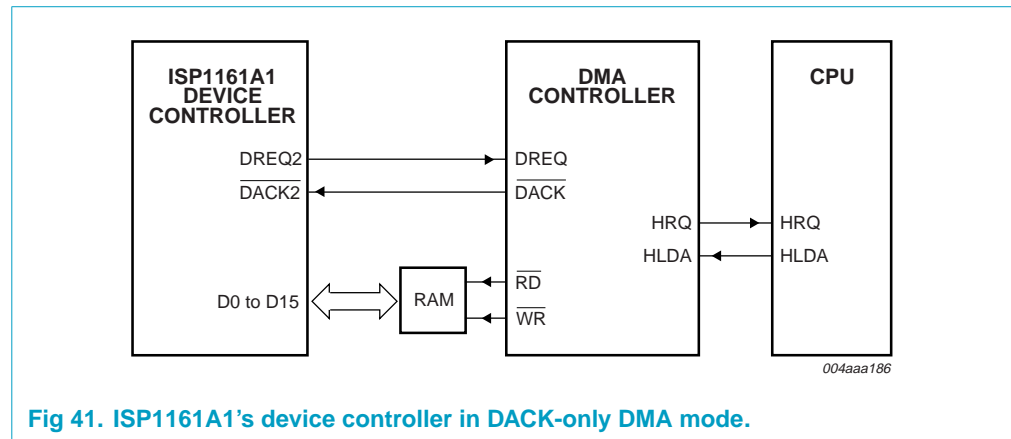 ISP1161A1
DEVICE
CONTROLLER
DMA
CONTROLLER
CPU
DREQ2
DREQ
DACK2
DACK
HRQ
HRQ
HLDA
HLDA
D0 to D15
RAM
RD
WR
004aaa186
Fig 41. ISP1161A1's device controller in DACK-only DMA mode.